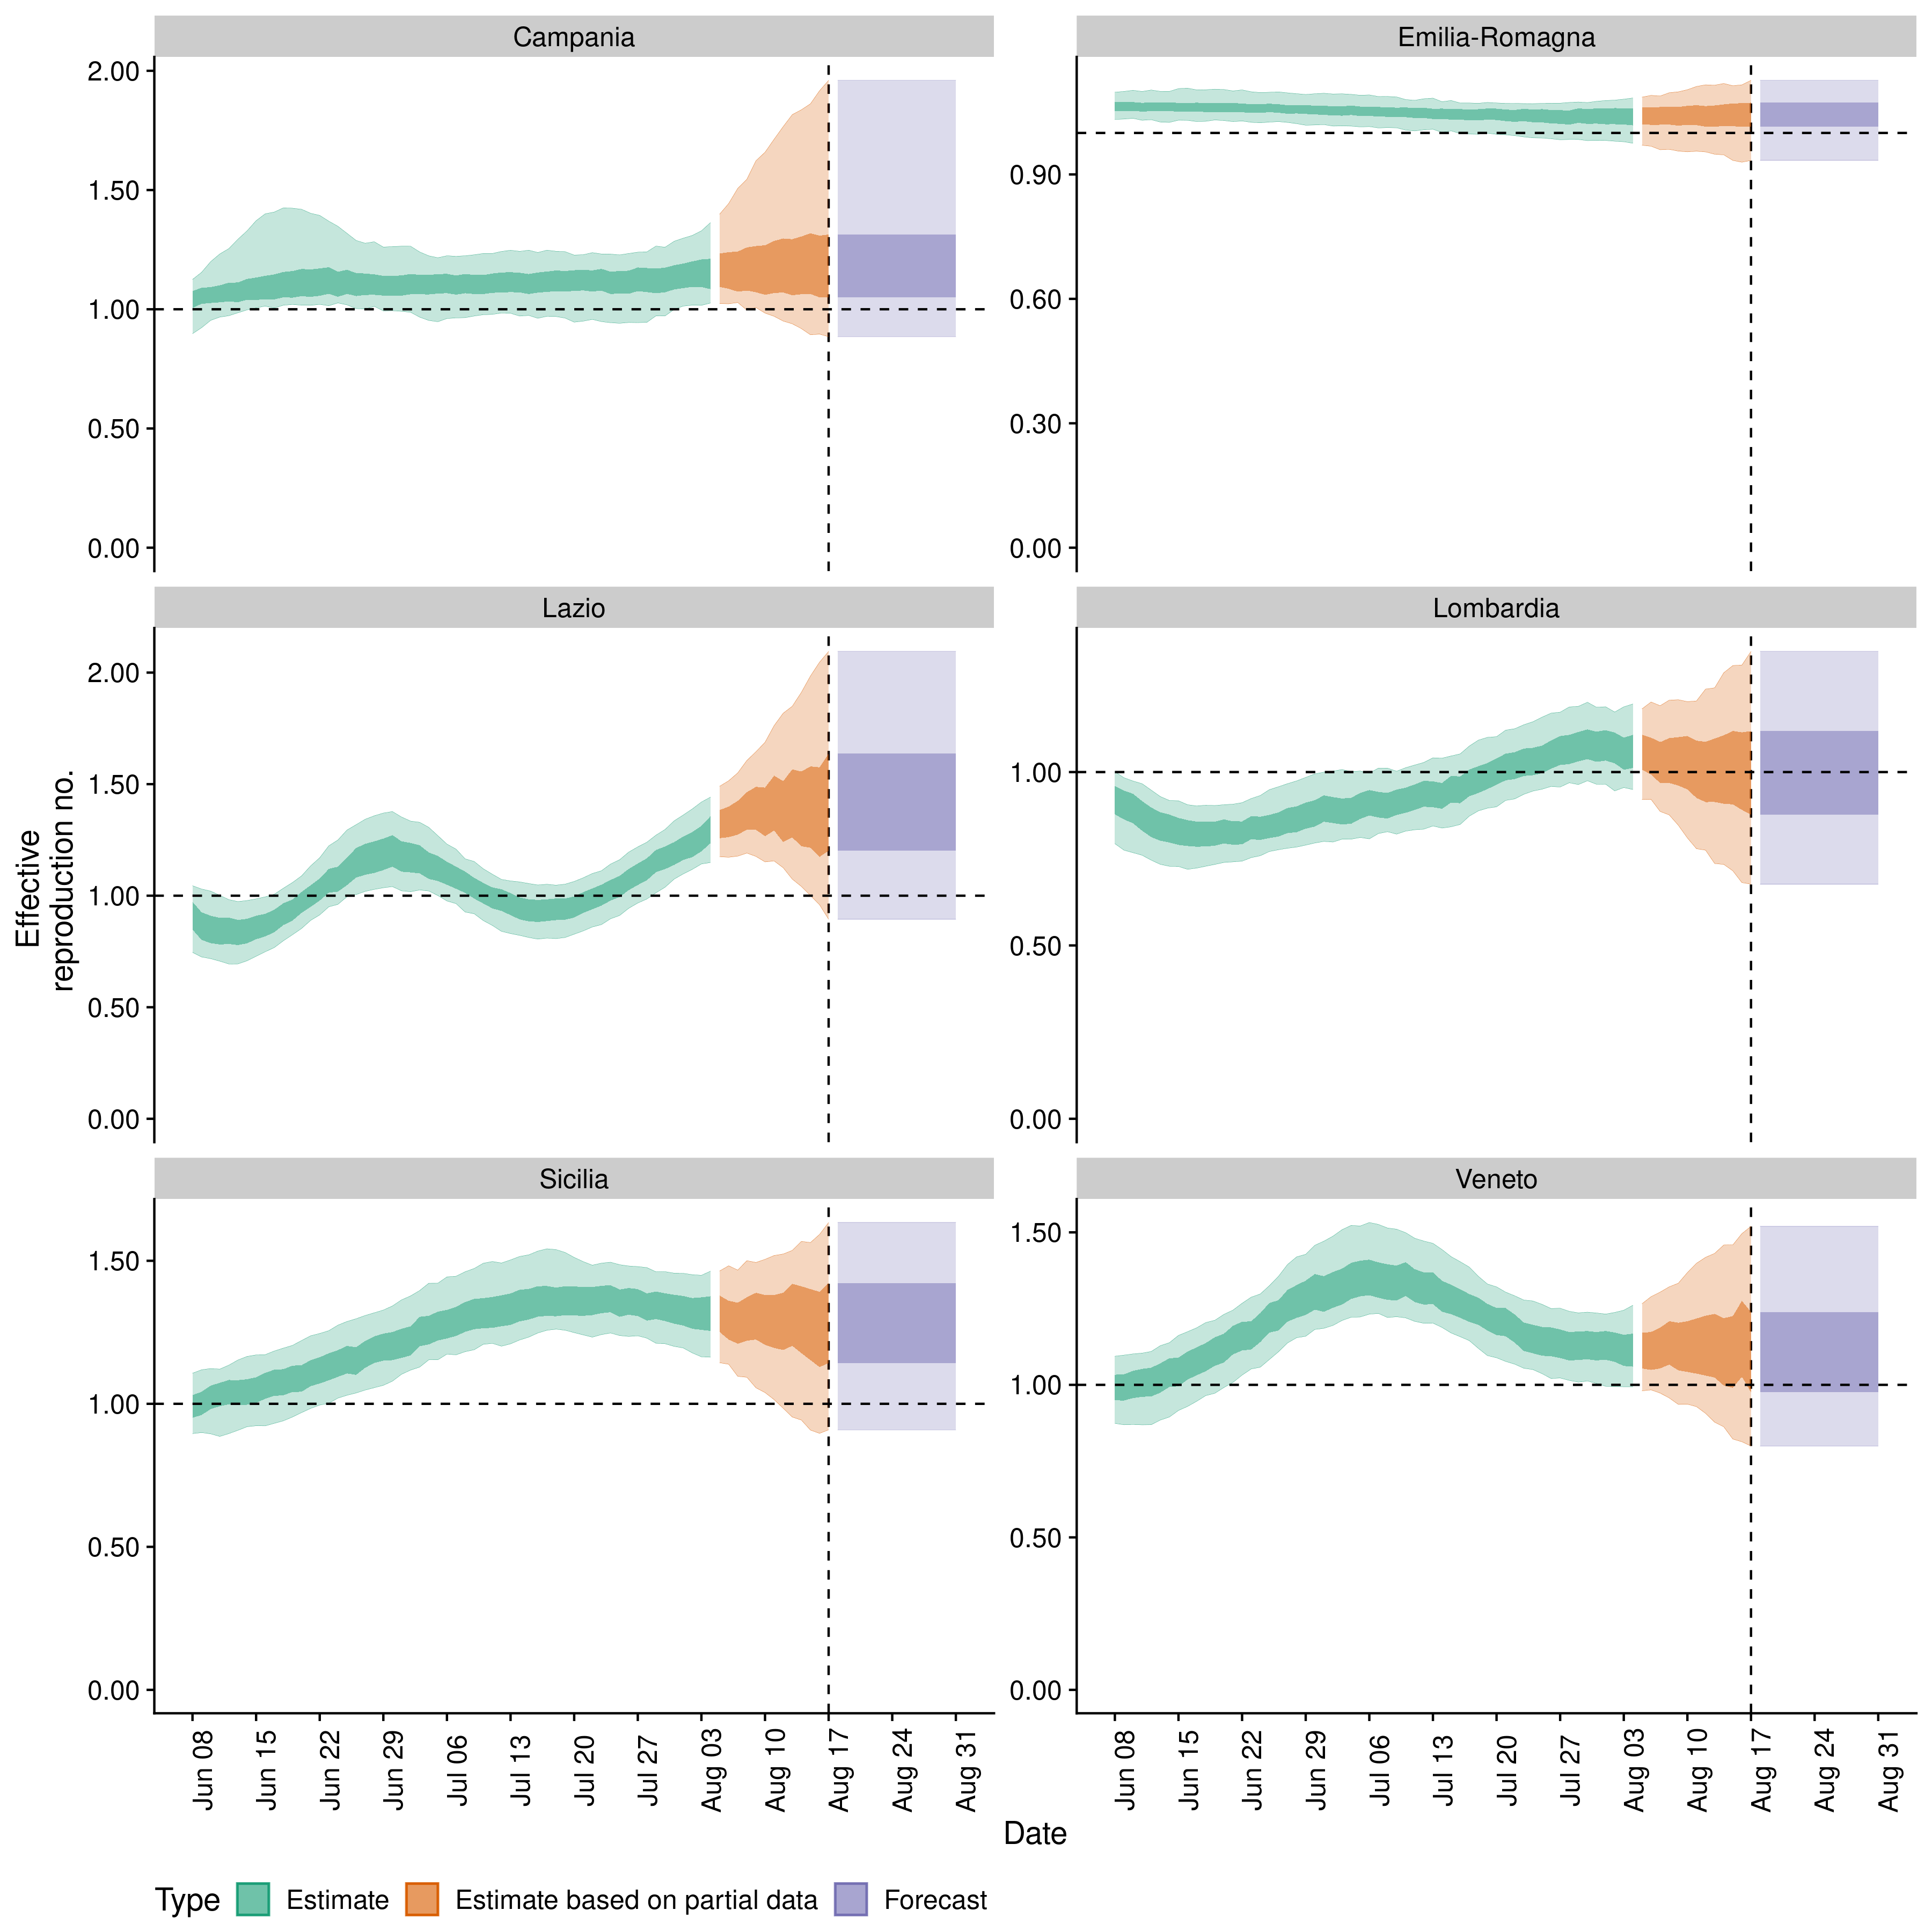 Campania
Emilia-Romagna
2.00
1.50
1.00
0.50
0.00
0.90
0.60
0.30
0.00
Lazio
Lombardia
2.00
1.50
1.00
0.50
0.00
1.00
0.50
0.00
Effective
reproduction no.
Sicilia
Veneto
1.50
1.00
0.50
0.00
1.50
1.00
0.50
0.00
Jun 08
Jun 15
Jun 22
Jun 29
Jul 06
Jul 13
Jul 20
Jul 27
Aug 03
Aug 10
Aug 17
Aug 24
Aug 31
Jun 08
Jun 15
Jun 22
Jun 29
Jul 06
Jul 13
Jul 20
Jul 27
Aug 03
Aug 10
Aug 17
Aug 24
Aug 31
Date
Type Estimate Estimate based on partial data Forecast